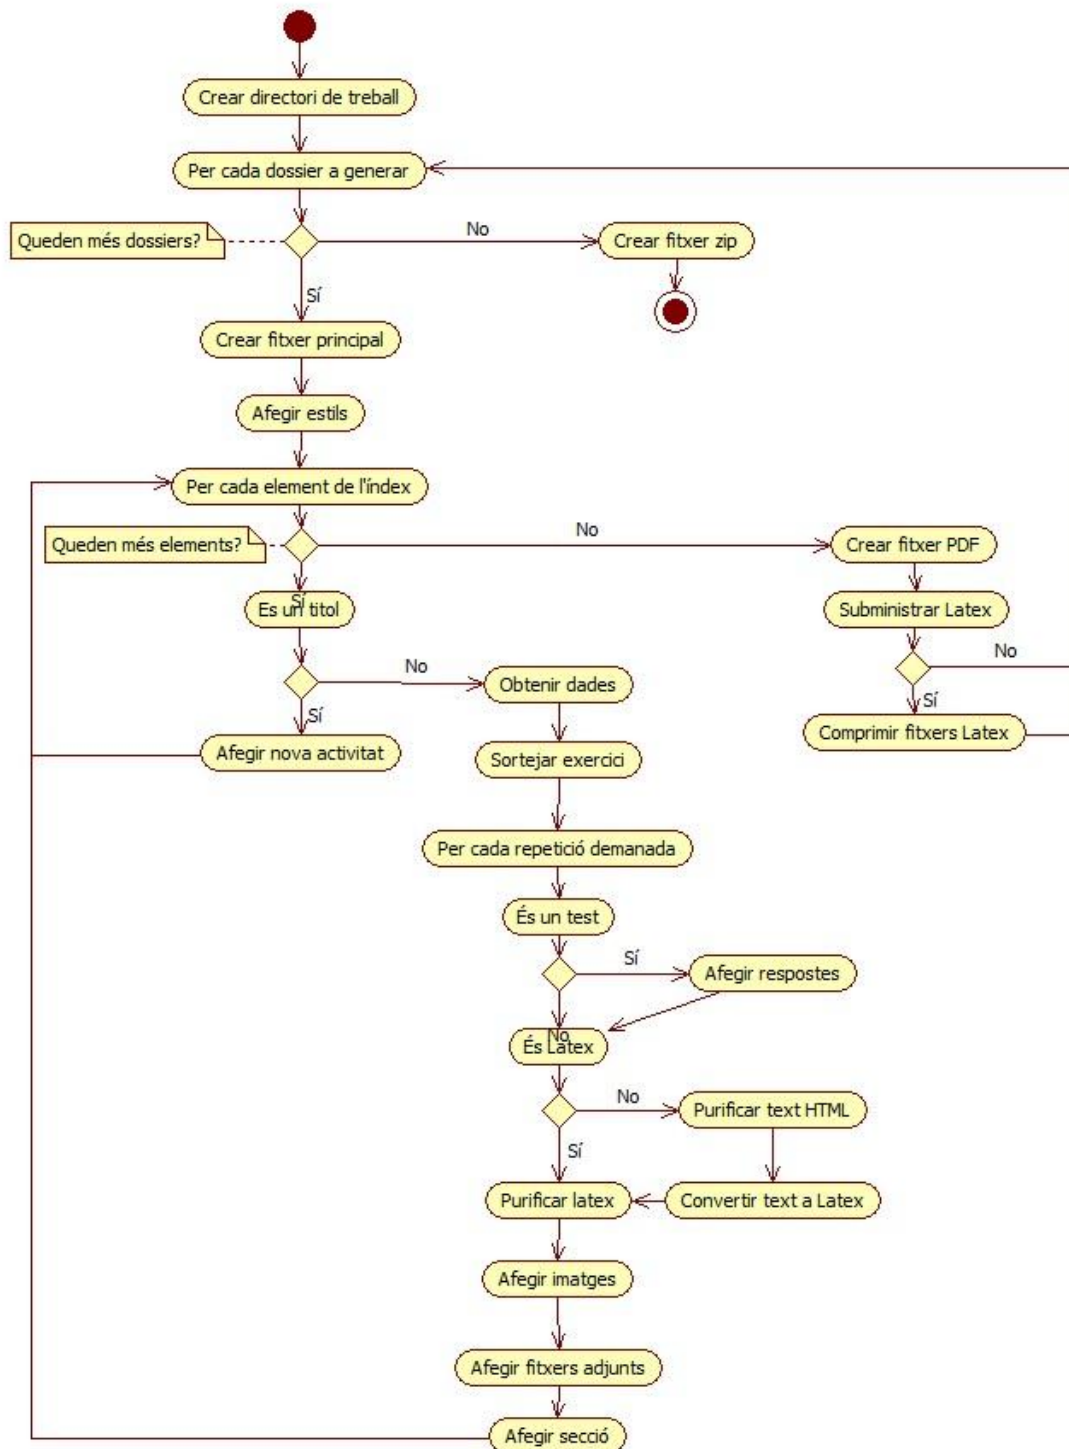 Crear directori de treball
Per cada dossier a generar
Queden més dossiers?
No
Crear fitxer zip
Sí
Crear fitxer principal
Afegir estils
Per cada element de l'índex
Queden més elements?
No
Crear fitxer PDF
Sí
Es un titol
Subministrar Latex
No
No
Obtenir dades
Sí
Sí
Afegir nova activitat
Comprimir fitxers Latex
Sortejar exercici
Per cada repetició demanada
És un test
Sí
Afegir respostes
No
És Latex
No
Purificar text HTML
Sí
Purificar latex
Convertir text a Latex
Afegir imatges
Afegir fitxers adjunts
Afegir secció